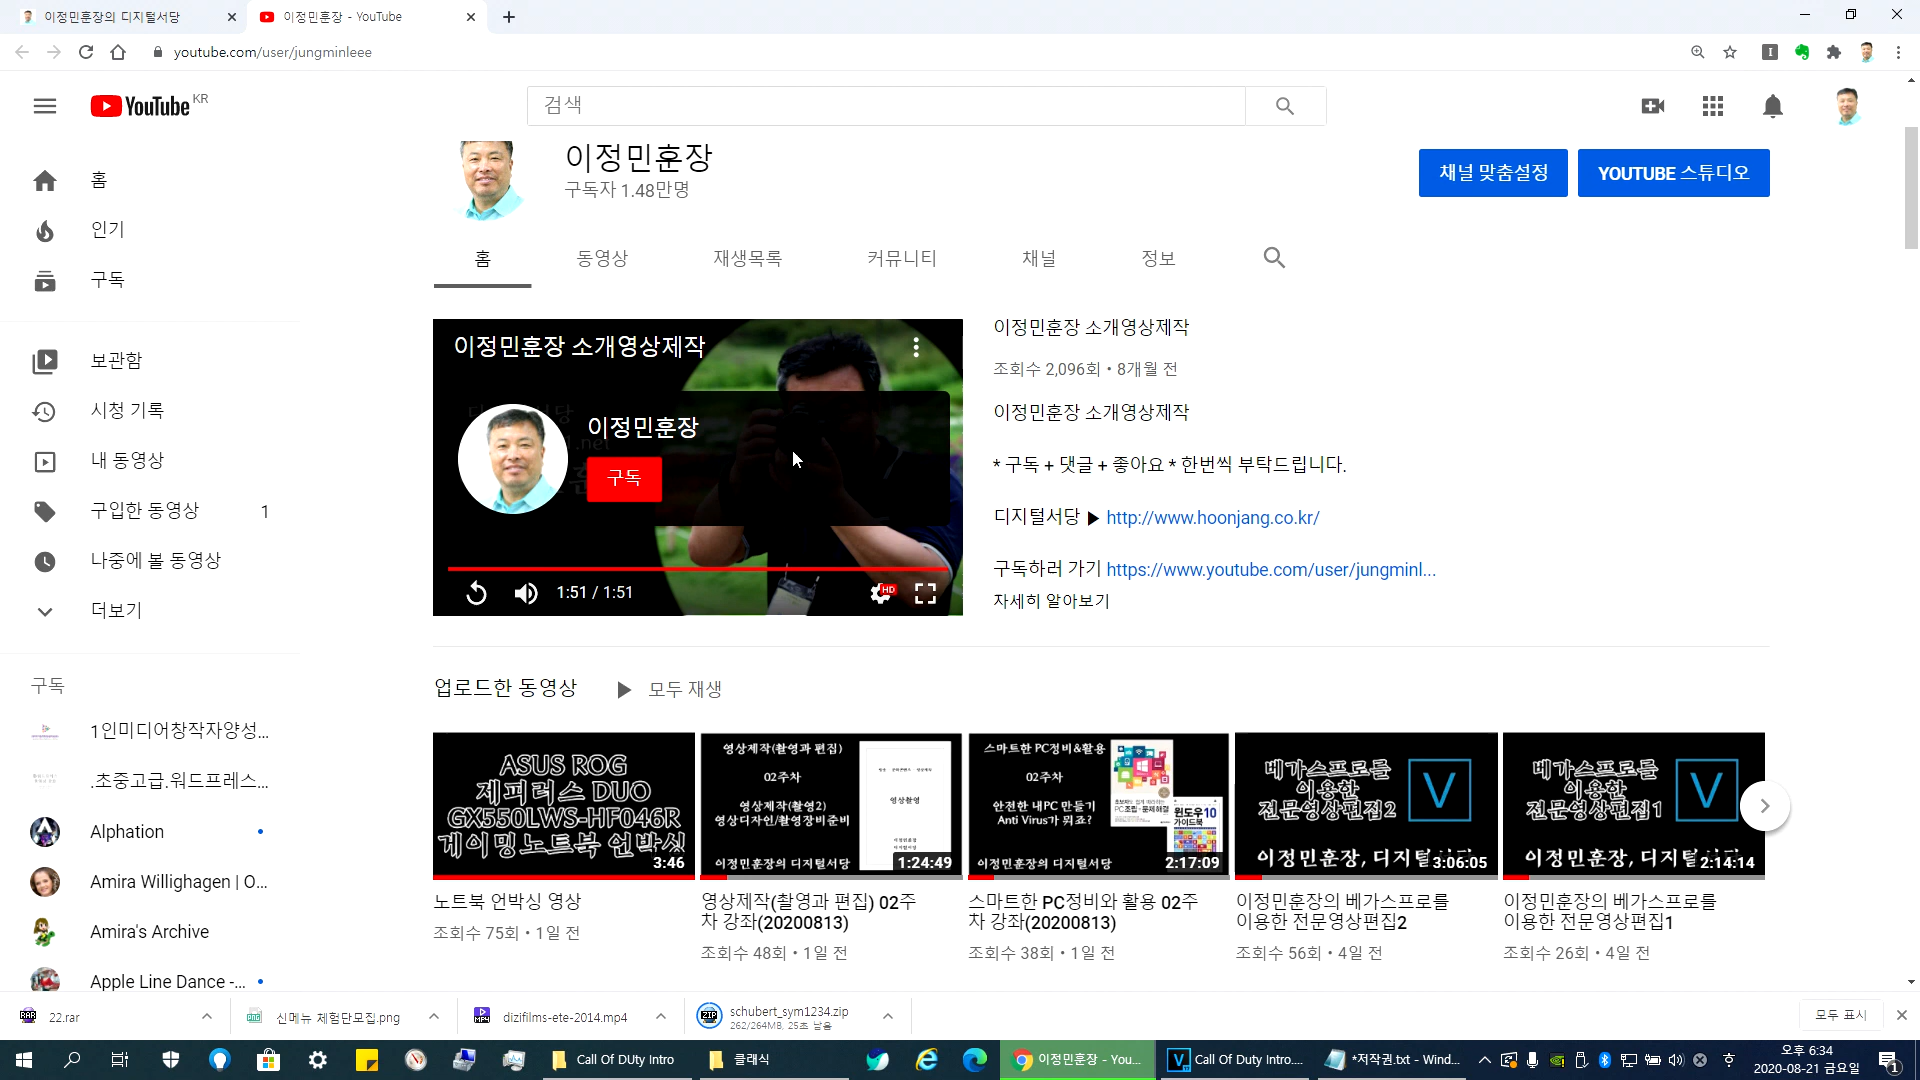 이정민훈장의 디지털서당
이정민훈장 - YouTube
youtube.com/user/jungminleee
YouTube KR
검색
홈
인기
구독
보관함
시청 기록
내 동영상
구입한 동영상 1
나중에 볼 동영상
더보기
구독
1인미디어창작자양성...
.초중고급.워드프레스...
Alphation
Amira Willighagen | O...
Amira's Archive
Apple Line Dance -...
이정민훈장
구독자 1.48만명
채널 맞춤설정
YOUTUBE 스튜디오
홈 동영상 재생목록 커뮤니티 채널 정보
이정민훈장 소개영상제작
이정민훈장
구독
1:51 / 1:51
HD
이정민훈장 소개영상제작
조회수 2,096회 • 8개월 전
이정민훈장 소개영상제작
* 구독 + 댓글 + 좋아요 * 한번씩 부탁드립니다.
디지털서당 ▶ http://www.hoonjang.co.kr/
구독하러 가기 https://www.youtube.com/user/jungminl...
자세히 알아보기
업로드한 동영상 ▶ 모두 재생
ASUS ROG
제피러스 DUO
GX550LWS-HF046R
게이밍노트북 언박싱
3:46
노트북 언박싱 영상
조회수 75회 • 1일 전
영상제작(촬영과 편집)
02주차
영상제작(촬영2)
영상디자인/촬영장비준비
이정민훈장의 디지털서당
영상촬영
1:24:49
영상제작(촬영과 편집) 02주
차 강좌(20200813)
조회수 48회 • 1일 전
스마트한 PC정비&활용
02주차
안전한 내PC 만들기
Anti Virus가 뭐죠?
이정민훈장의 디지털서당
윈도우10
가이드북
2:17:09
스마트한 PC정비와 활용 02주
차 강좌(20200813)
조회수 38회 • 1일 전
베가스프로를
이용한
전문영상편집2
V
이정민훈장, 디지털
3:06:05
이정민훈장의 베가스프로를
이용한 전문영상편집2
조회수 56회 • 4일 전
베가스프로를
이용한
전문영상편집1
V
이정민훈장, 디지털
2:14:14
이정민훈장의 베가스프로를
이용한 전문영상편집1
조회수 26회 • 4일 전
22.rar
신메뉴 체험단모집.png
dizifilms-ete-2014.mp4
schubert_sym1234.zip
262/264MB, 25초 남음
모두 표시
Call Of DUty Intro
클래식
이정민훈장 - You...
Call Of Duty Intro....
*저작권.txt - Wind...
오후 6:34
2020-08-21 금요일
1